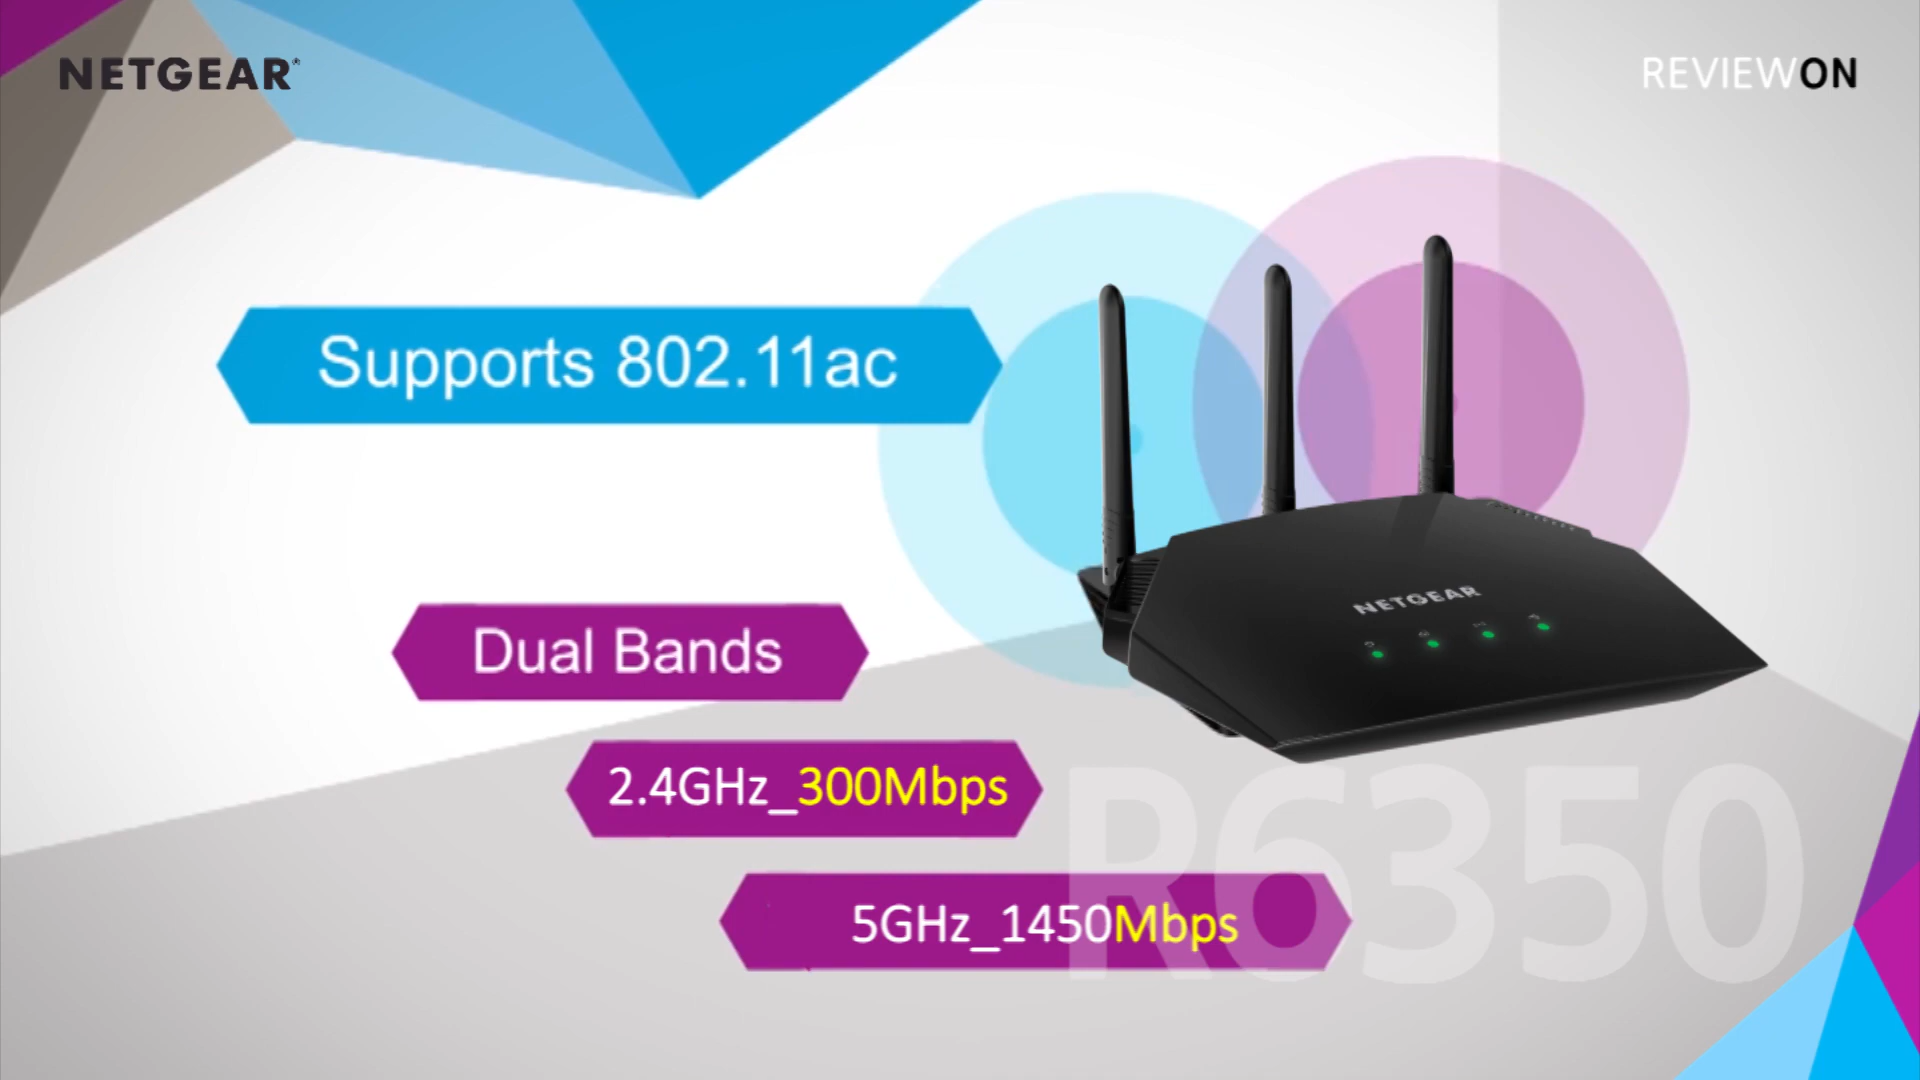 NETGEAR®
REVIEWON
Supports 802.11ac
NETGEAR
Dual Bands
2.4GHz_300Mbps
5GHz_1450Mbps
R6350